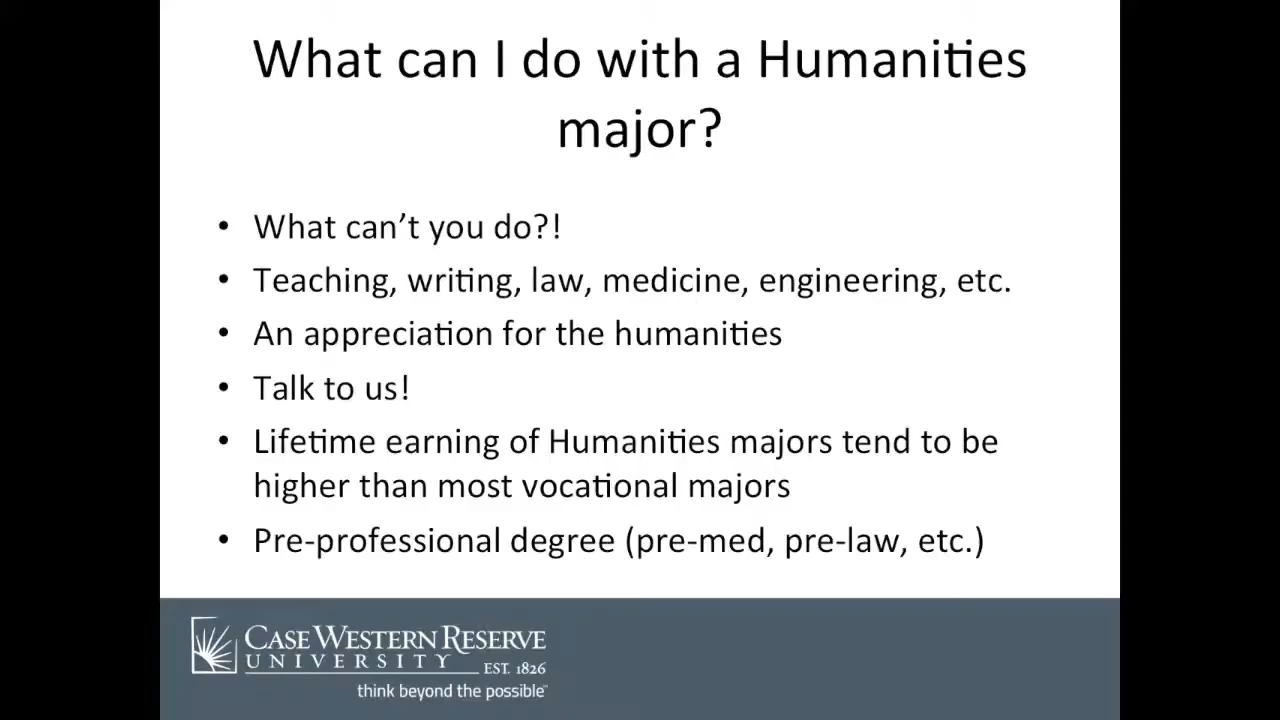 What can I do with a Humanities
major?
• What can't you do?!
• Teaching, writing, law, medicine, engineering, etc.
• An appreciation for the humanities
• Talk to us!
• Lifetime earning of Humanities majors tend to be
higher than most vocational majors
• Pre-professional degree (pre-med, pre-law, etc.)
CASE WESTERN RESERVE
UNIVERSITY EST. 1826
think beyond the possible™